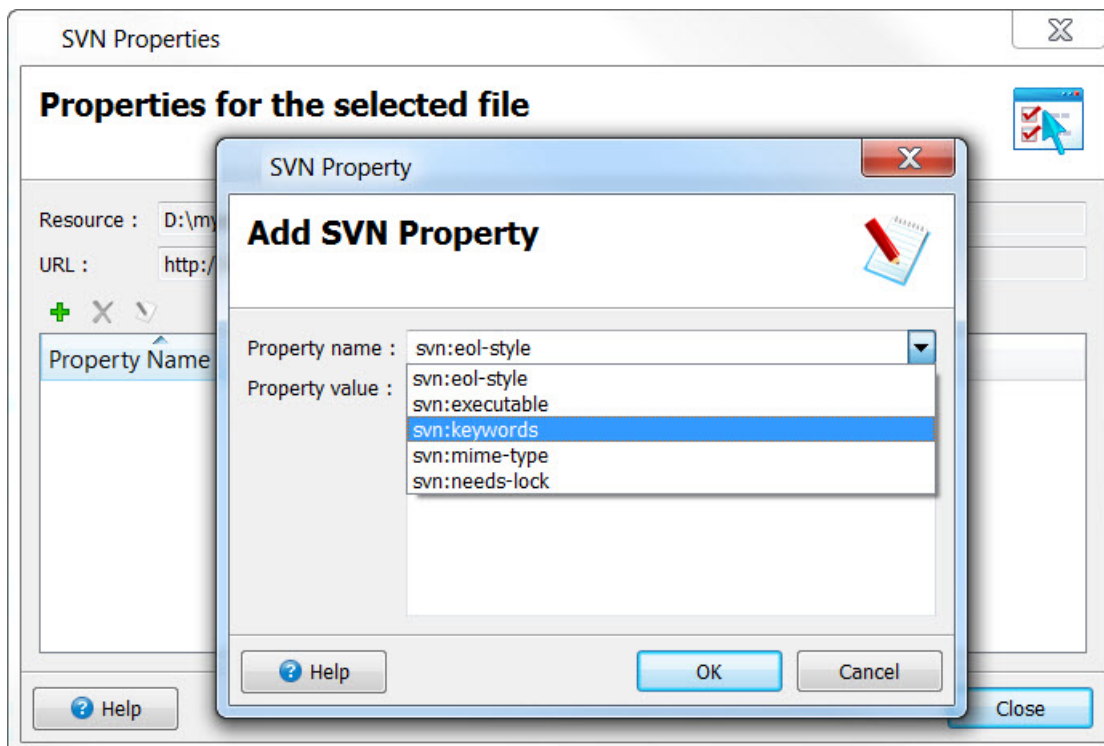 SVN Properties
Properties for the selected file
SVN Property
Add SVN Property
Resource : D:\my
URL : http:/
Property Name
Property name : svn:eol-style
Property value :
svn:eol-style
svn:executable
svn:keywords
svn:mime-type
svn:needs-lock
Help OK Cancel
Help Close